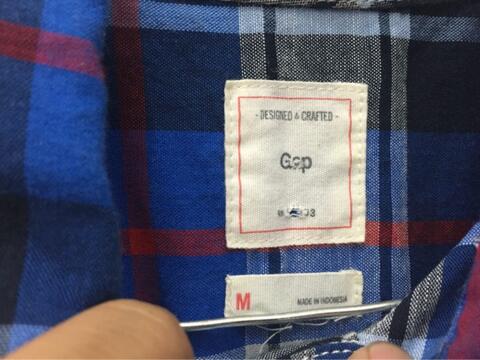 - DESIGNED & CRAFTED -
Gap
M
MADE IN INDONESIA